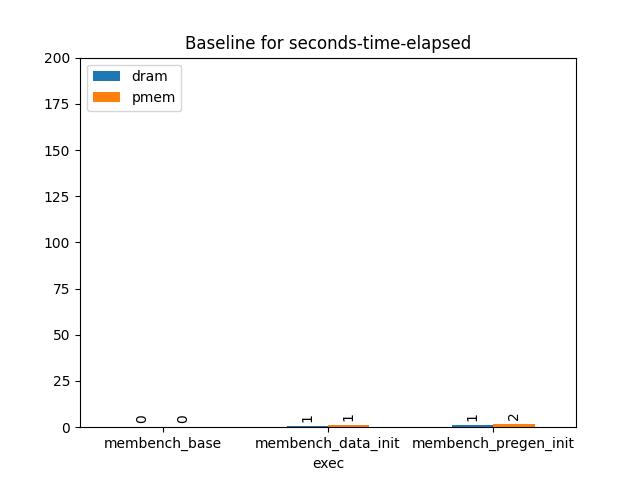 Baseline for seconds-time-elapsed
200
175
150
125
100
75
50
25
0
dram
pmem
0
0
1
1
1
2
membench_base
membench_data_init
membench_pregen_init
exec